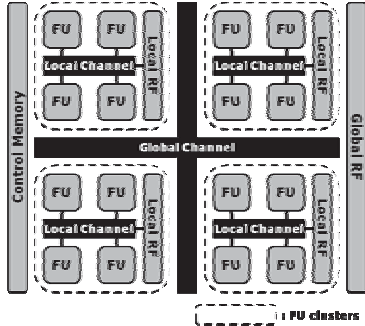 FU FU FU FU
Local Channel Local RF Local Channel Local RF
FU FU FU FU
Control Memory
Global Channel
Global RF
FU FU FU FU
Local Channel Local RF Local Channel Local RF
FU FU FU FU
: FU clusters